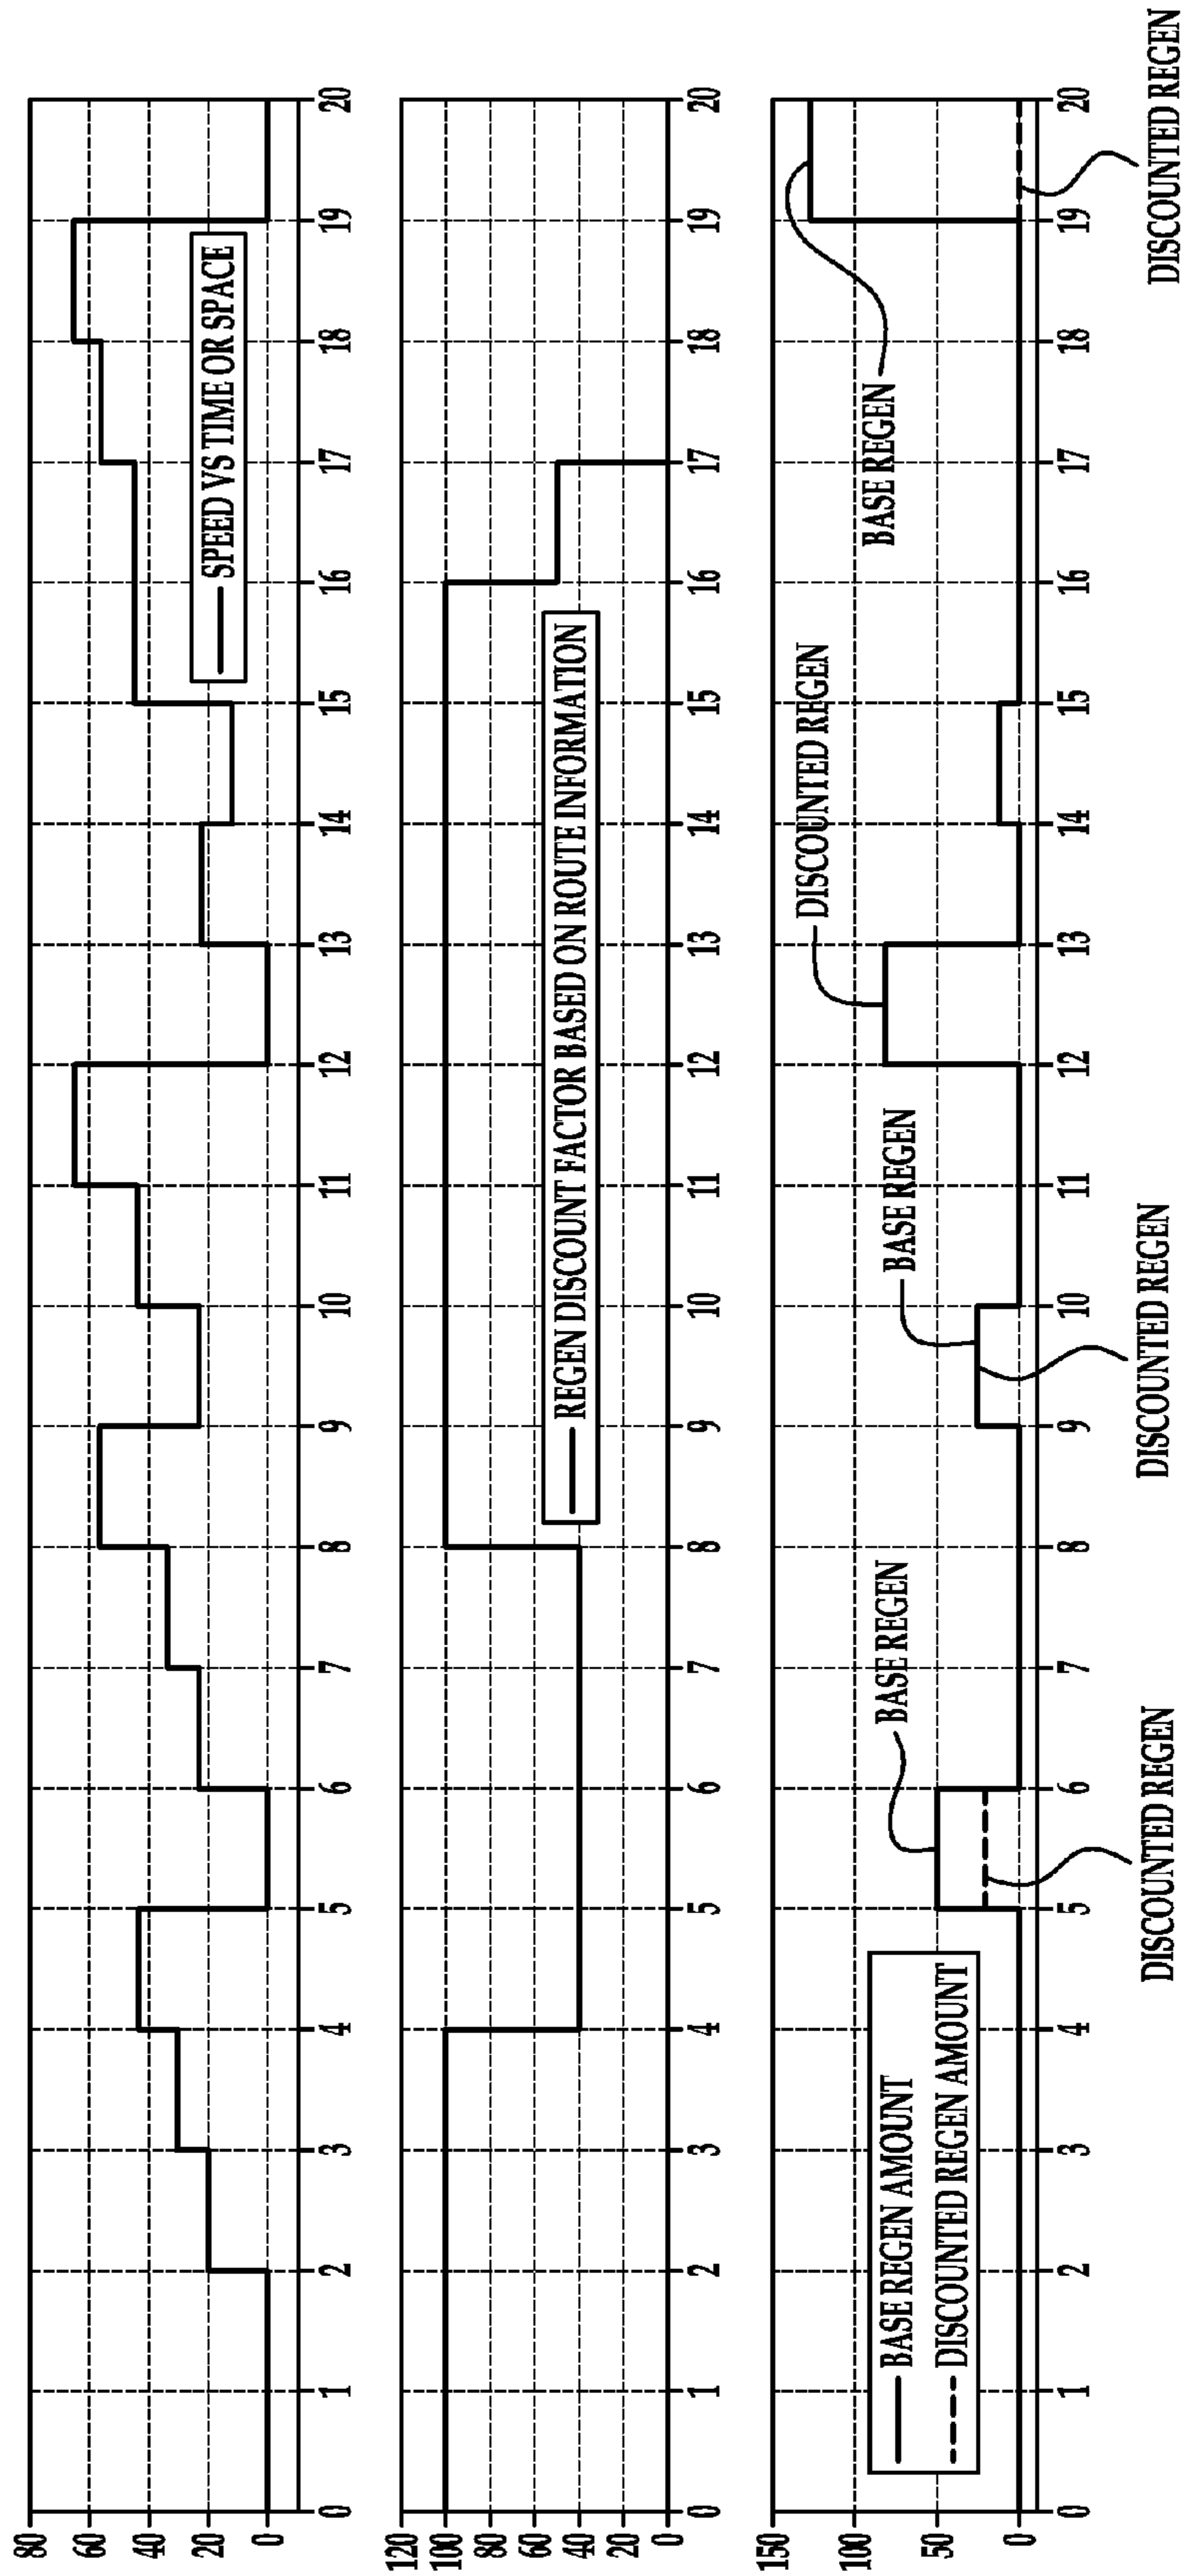 80
60
40
20
0
SPEED VS TIME OR SPACE
0 1 2 3 4 5 6 7 8 9 10 11 12 13 14 15 16 17 18 19 20
120
100
80
60
40
20
0
REGEN DISCOUNT FACTOR BASED ON ROUTE INFORMATION
0 1 2 3 4 5 6 7 8 9 10 11 12 13 14 15 16 17 18 19 20
150
100
50
0
BASE REGEN AMOUNT
DISCOUNTED REGEN AMOUNT
BASE REGEN
DISCOUNTED REGEN
BASE REGEN
DISCOUNTED REGEN
DISCOUNTED REGEN
BASE REGEN
DISCOUNTED REGEN
0 1 2 3 4 5 6 7 8 9 10 11 12 13 14 15 16 17 18 19 20